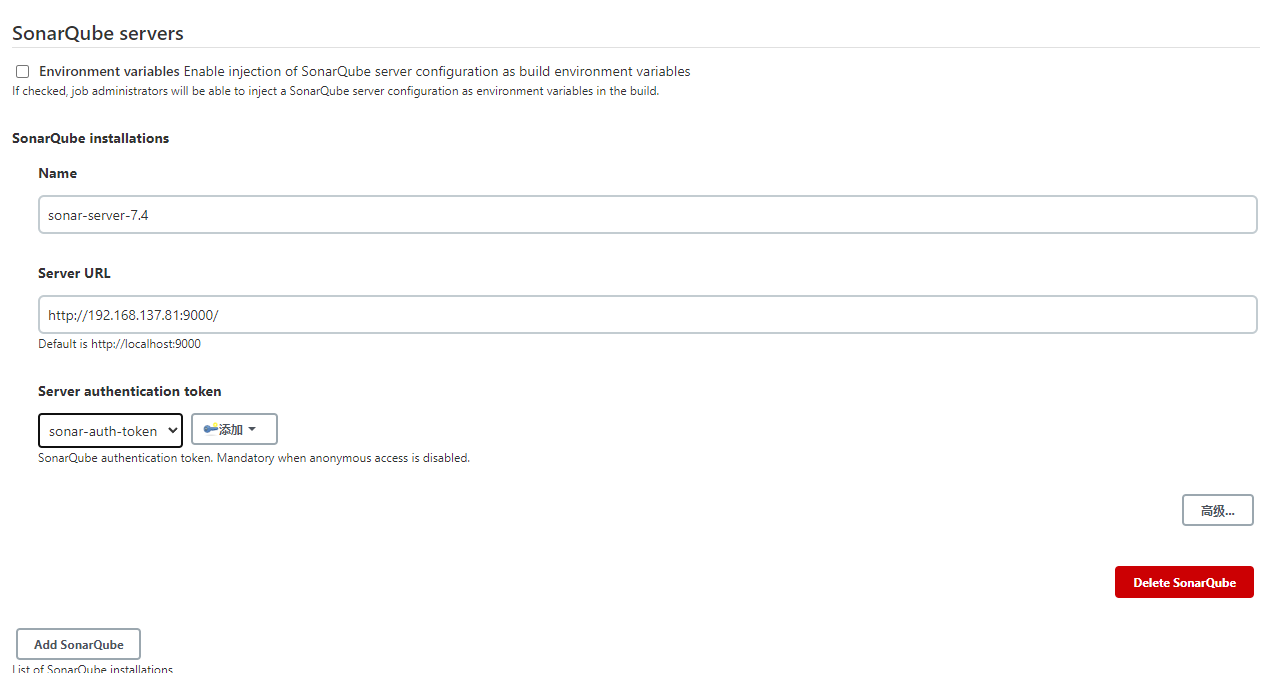 SonarQube servers
Environment variables Enable injection of SonarQube server configuration as build environment variables
If checked, job administrators will be able to inject a SonarQube server configuration as environment variables in the build.
SonarQube installations
Name
sonar-server-7.4
Server URL
http://192.168.137.81:9000/
Default is http://localhost:9000
Server authentication token
sonar-auth-token 添加
SonarQube authentication token. Mandatory when anonymous access is disabled.
高级...
Delete SonarQube
Add SonarQube
List of SonarQube installations